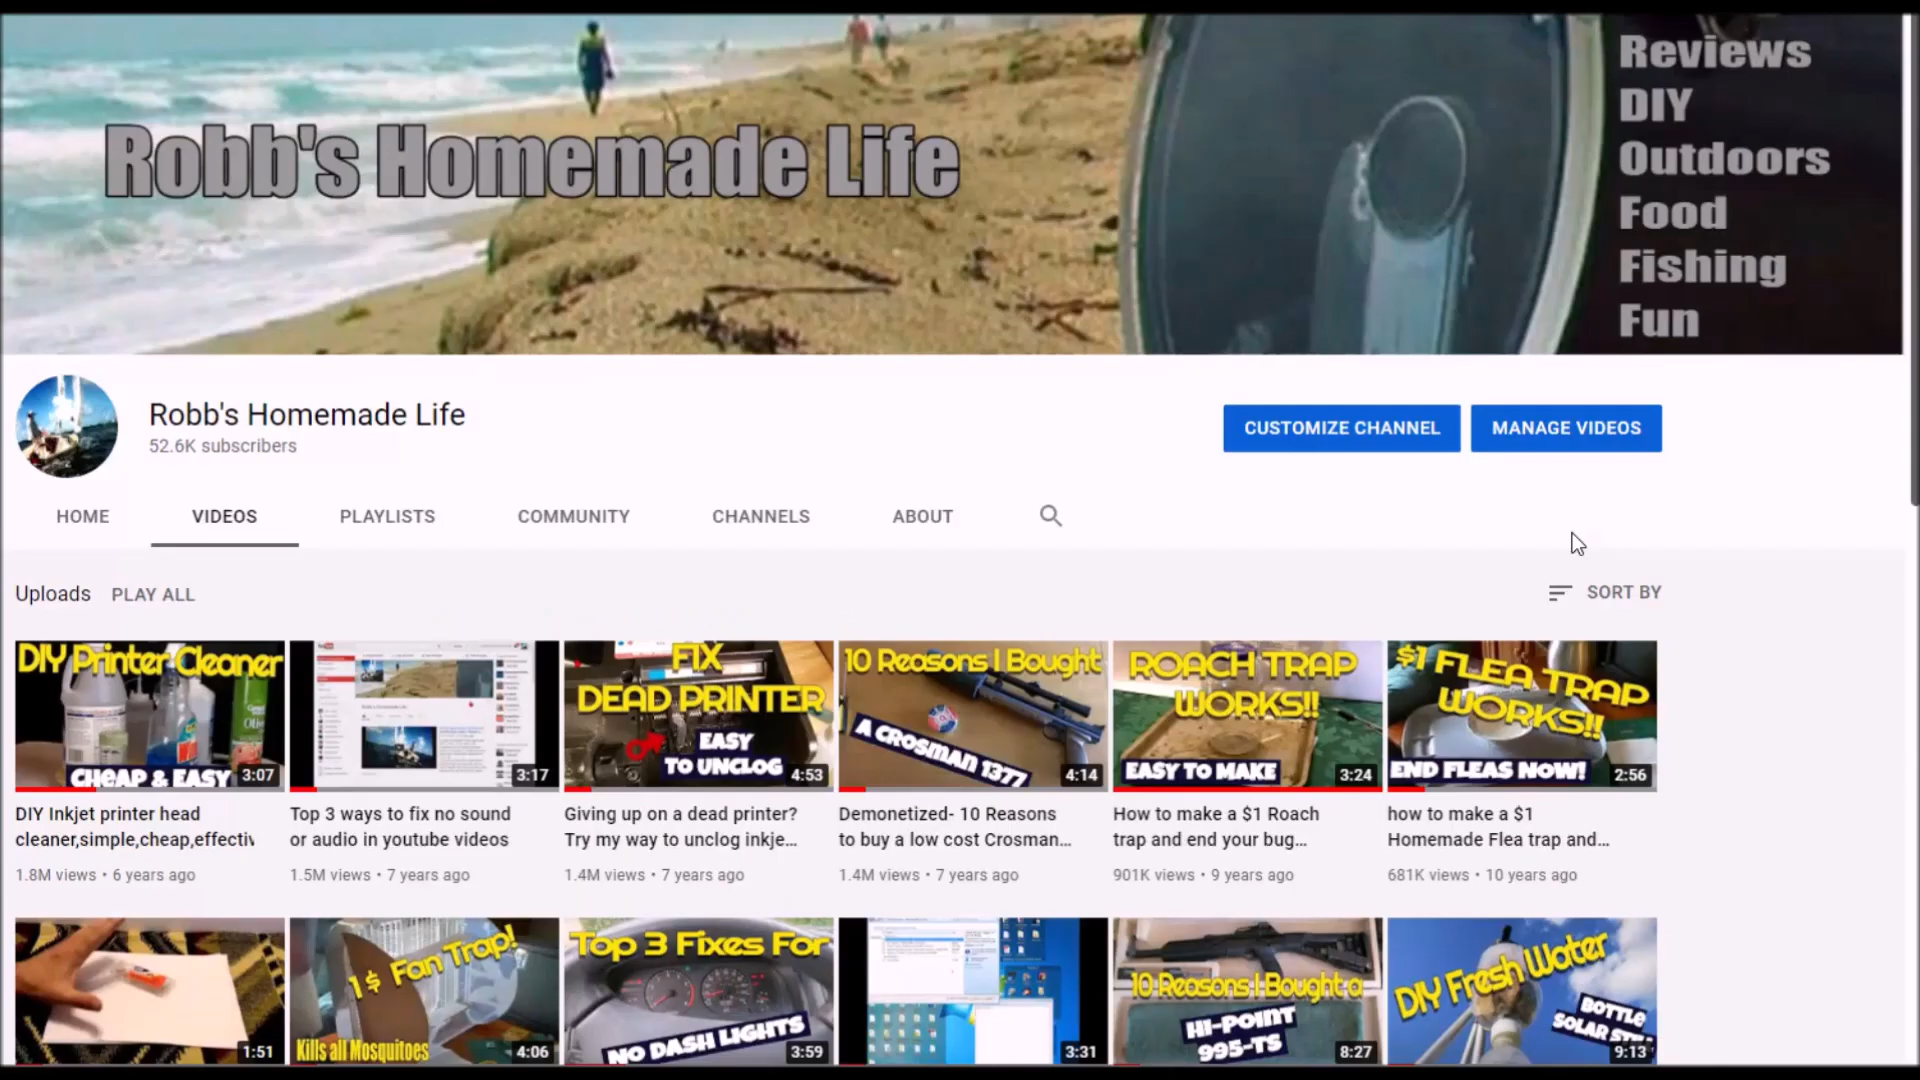 Reviews
DIY
Outdoors
Food
Fishing
Fun
Robb's Homemade Life
Robb's Homemade Life
52.6K subscribers
CUSTOMIZE CHANNEL
MANAGE VIDEOS
HOME
VIDEOS
PLAYLISTS
COMMUNITY
CHANNELS
ABOUT
Uploads
PLAY ALL
SORT BY
DIY Printer Cleaner
CHEAP & EASY
3:07
3:17
FIX
DEAD PRINTER
EASY
TO UNCLOG
4:53
10 Reasons I Bought
A CROSMAN 1377
4:14
ROACH TRAP
WORKS!!
EASY TO MAKE
3:24
$1 FLEA TRAP
WORKS!!
END FLEAS NOW!
2:56
DIY Inkjet printer head
cleaner,simple,cheap,effectiv
1.8M views • 6 years ago
Top 3 ways to fix no sound
or audio in youtube videos
1.5M views • 7 years ago
Giving up on a dead printer?
Try my way to unclog inkje...
1.4M views • 7 years ago
Demonetized- 10 Reasons
to buy a low cost Crosman...
1.4M views • 7 years ago
How to make a $1 Roach
trap and end your bug...
901K views • 9 years ago
how to make a $1
Homemade Flea trap and...
681K views • 10 years ago
1:51
1$ Fan Trap!
Kills all Mosquitoes
4:06
Top 3 Fixes For
NO DASH LIGHTS
3:59
3:31
10 Reasons I Bought a
HI-POINT
995-TS
8:27
DIY Fresh Water
BOTTLE
SOLAR
9:13